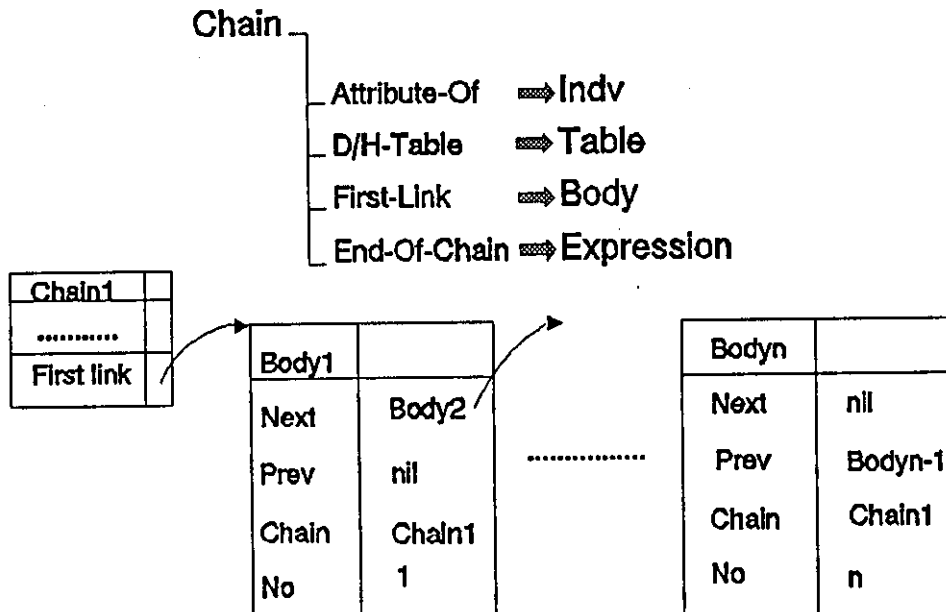 Chain
Attribute-Of ⇒ Indv
D/H-Table ⇒ Table
First-Link ⇒ Body
End-Of-Chain ⇒ Expression
Chain1
...........
First link
Body1
Next Body2
Prev nil
Chain Chain1
No 1
..............
Bodyn
Next nil
Prev Bodyn-1
Chain Chain1
No n